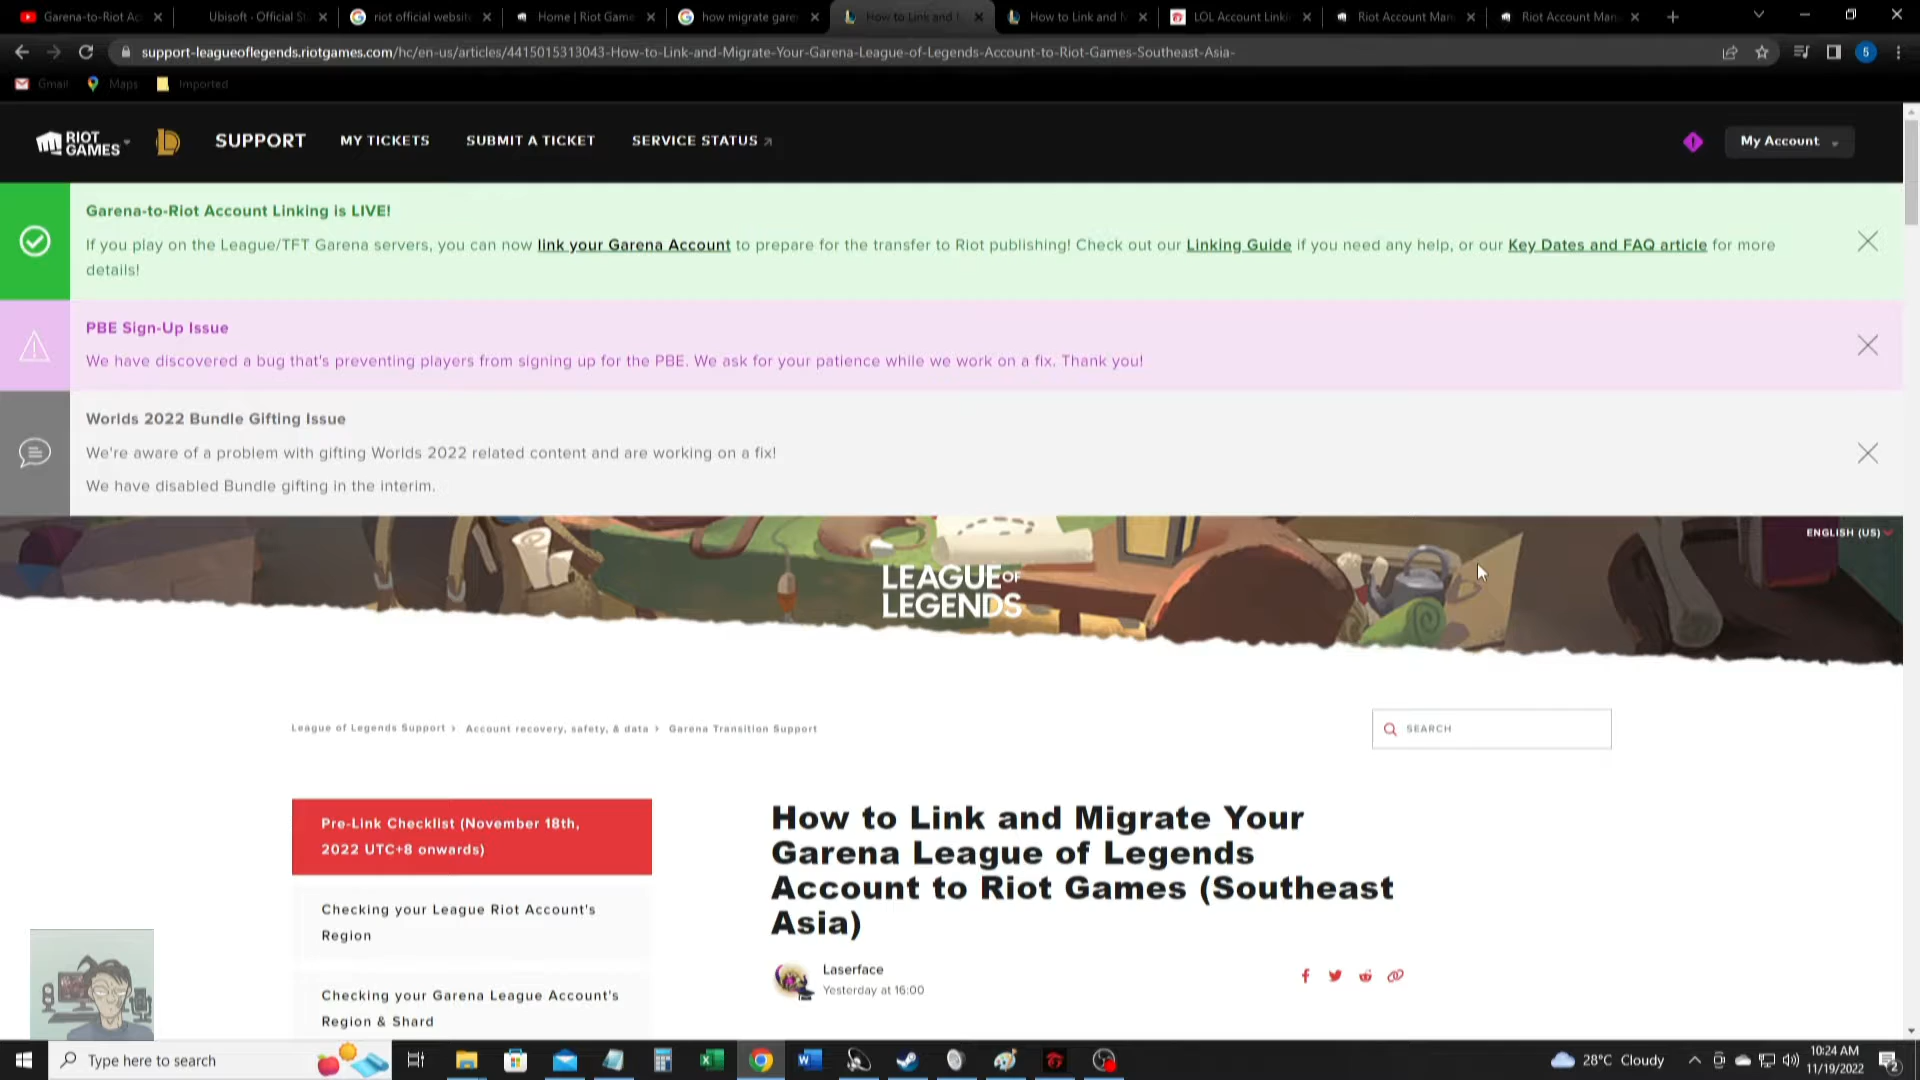 Garena-to-Riot Ac
Ubisoft - Official St
riot official website
Home | Riot Game
how migrate garen
How to Link and M
How to Link and M
LOL Account Linki
Riot Account Man
Riot Account Man
support-leagueoflegends.riotgames.com/hc/en-us/articles/4415015313043-How-to-Link-and-Migrate-Your-Garena-League-of-Legends-Account-to-Riot-Games-Southeast-Asia-
5
Gmail
Maps
Imported
RIOT GAMES
SUPPORT
MY TICKETS
SUBMIT A TICKET
SERVICE STATUS
My Account
Garena-to-Riot Account Linking is LIVE!
If you play on the League/TFT Garena servers, you can now link your Garena Account to prepare for the transfer to Riot publishing! Check out our Linking Guide if you need any help, or our Key Dates and FAQ article for more
details!
PBE Sign-Up Issue
We have discovered a bug that's preventing players from signing up for the PBE. We ask for your patience while we work on a fix. Thank you!
Worlds 2022 Bundle Gifting Issue
We're aware of a problem with gifting Worlds 2022 related content and are working on a fix!
We have disabled Bundle gifting in the interim.
ENGLISH (US)
LEAGUE OF
LEGENDS
League of Legends Support › Account recovery, safety, & data › Garena Transition Support
SEARCH
Pre-Link Checklist (November 18th,
2022 UTC+8 onwards)
Checking your League Riot Account's
Region
Checking your Garena League Account's
Region & Shard
How to Link and Migrate Your
Garena League of Legends
Account to Riot Games (Southeast
Asia)
Laserface
Yesterday at 16:00
Type here to search
28°C Cloudy
10:24 AM
11/19/2022
2